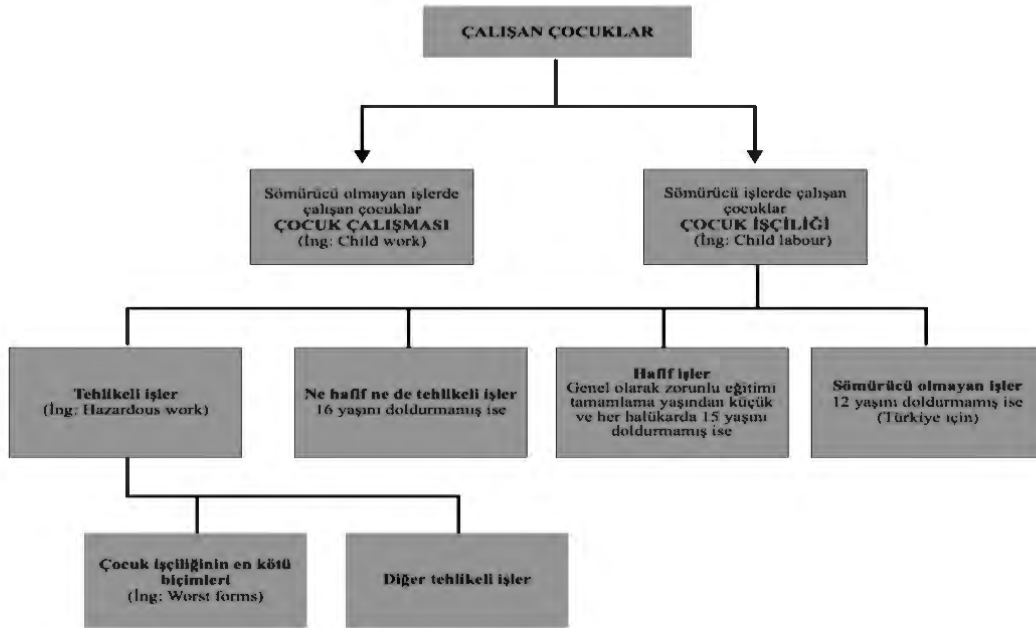 ÇALIŞAN ÇOCUKLAR
Sömürücü olmayan işlerde
çalışan çocuklar
ÇOCUK ÇALIŞMASI
(İng: Child work)
Sömürücü işlerde çalışan
çocuklar
ÇOCUK İŞÇİLİĞİ
(İng: Child labour)
Tehlikeli işler
(İng: Hazardous work)
Ne hafif ne de tehlikeli işler
16 yaşını doldurmamış ise
Hafif işler
Genel olarak zorunlu eğitimi
tamamlama yaşından küçük
ve her halükarda 15 yaşını
doldurmamış ise
Sömürücü olmayan işler
12 yaşını doldurmamış ise
(Türkiye için)
Çocuk işçiliğinin en kötü
biçimleri
(İng: Worst forms)
Diğer tehlikeli işler